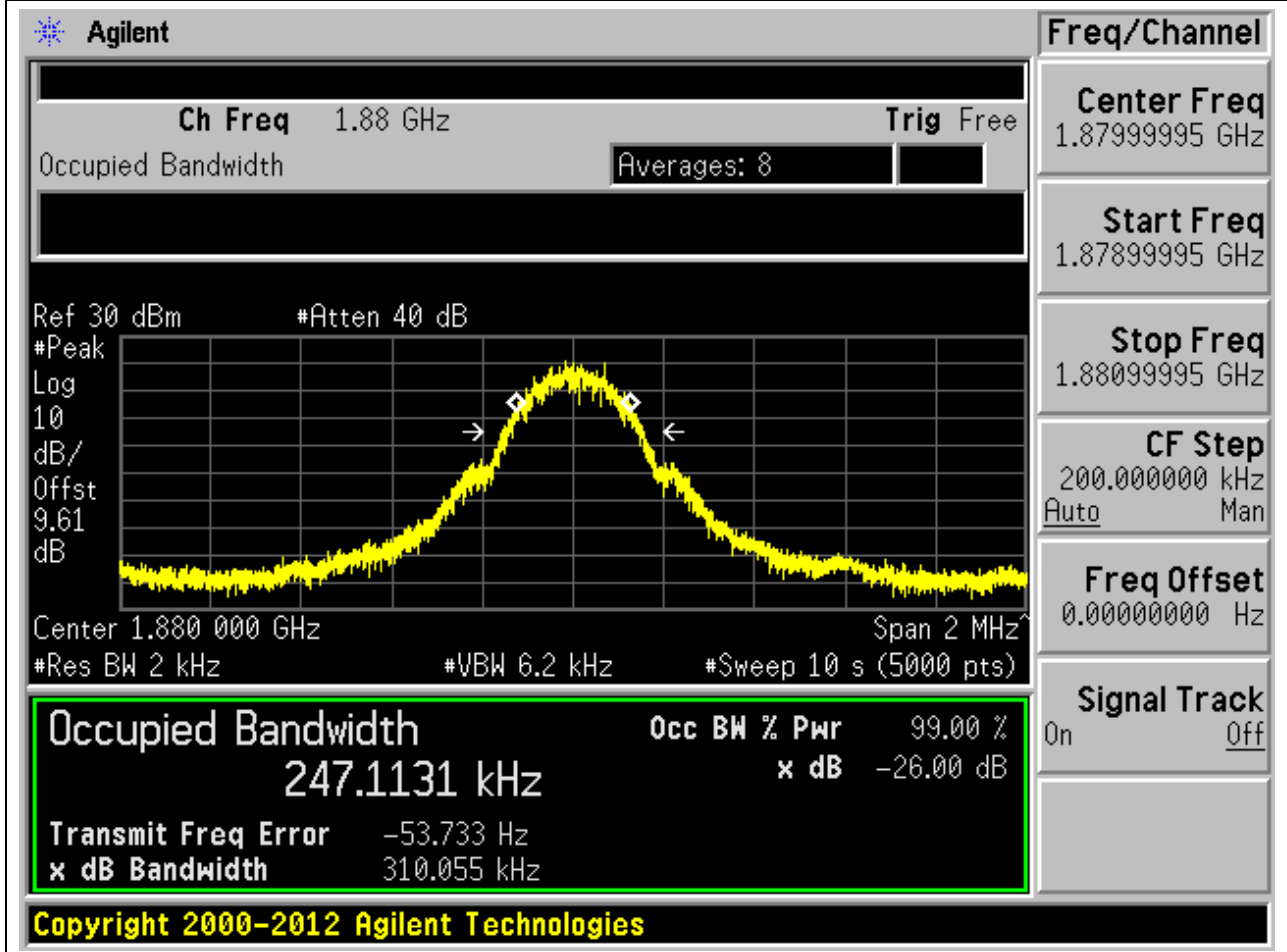 Agilent
Freq/Channel
Ch Freq 1.88 GHz Trig Free
Occupied Bandwidth Averages: 8
Center Freq
1.87999995 GHz
Start Freq
1.87899995 GHz
Stop Freq
1.88099995 GHz
CF Step
200.000000 kHz
Auto Man
Freq Offset
0.00000000 Hz
Signal Track
On Off
Ref 30 dBm #Atten 40 dB
#Peak
Log
10
dB/
Offst
9.61
dB
Center 1.880 000 GHz Span 2 MHz^
#Res BW 2 kHz #VBW 6.2 kHz #Sweep 10 s (5000 pts)
Occupied Bandwidth
247.1131 kHz
Occ BW % Pwr 99.00 %
x dB -26.00 dB
Transmit Freq Error -53.733 Hz
x dB Bandwidth 310.055 kHz
Copyright 2000-2012 Agilent Technologies